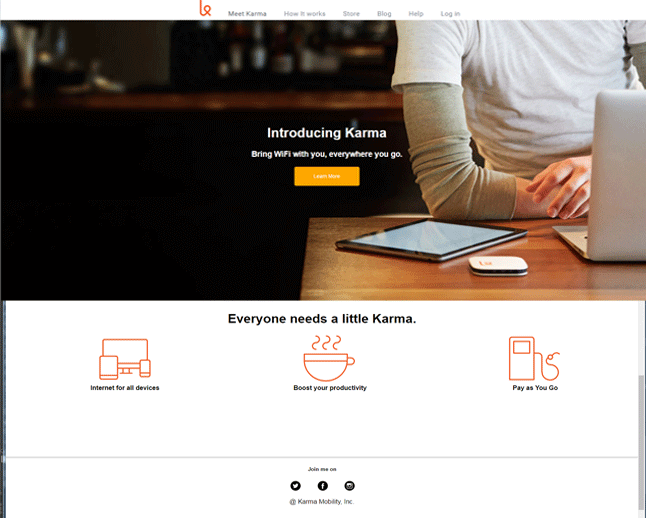 Meet Karma How It works Store Blog Help Log in
Introducing Karma
Bring WiFi with you, everywhere you go.
Learn More
Everyone needs a little Karma.
Internet for all devices
Boost your productivity
Pay as You Go
Join me on
@ Karma Mobility, Inc.